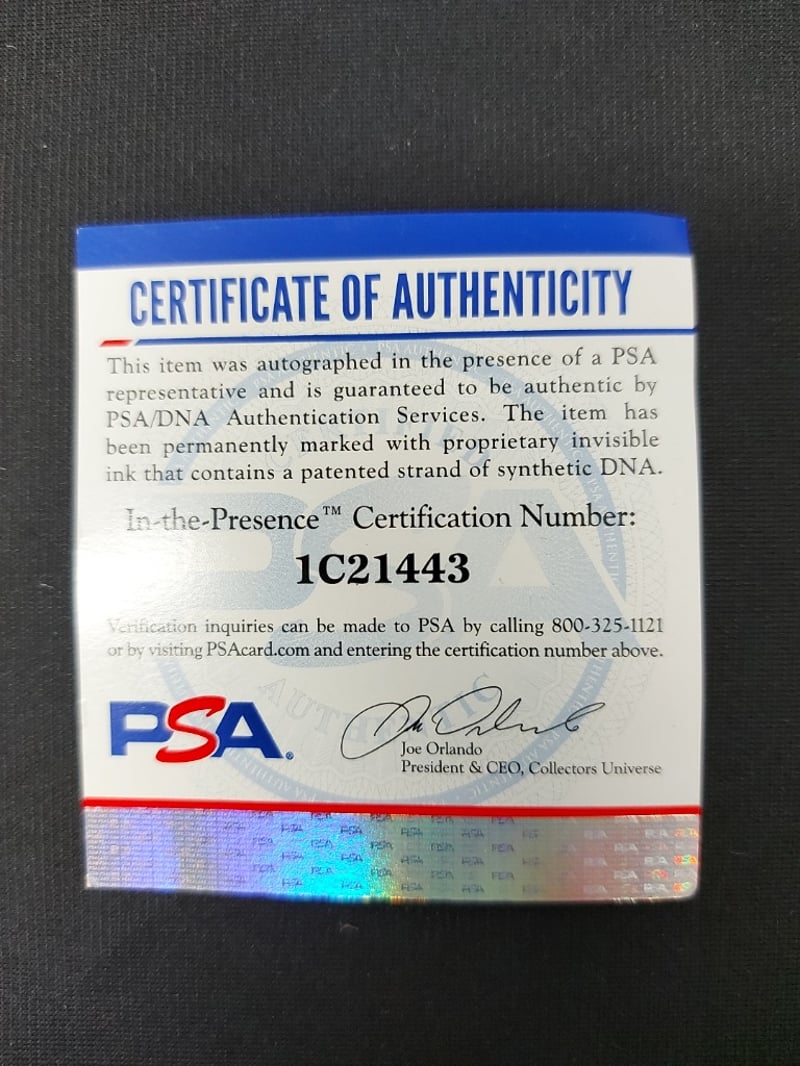 CERTIFICATE OF AUTHENTICITY
This item was autographed in the presence of a PSA
representative and is guaranteed to be authentic by
PSA/DNA Authentication Services. The item has
been permanently marked with proprietary invisible
ink that contains a patented strand of synthetic DNA.
In-the-Presence™ Certification Number:
1C21443
Verification inquiries can be made to PSA by calling 800-325-1121
or by visiting PSAcard.com and entering the certification number above.
PSA®
Joe Orlando
President & CEO, Collectors Universe